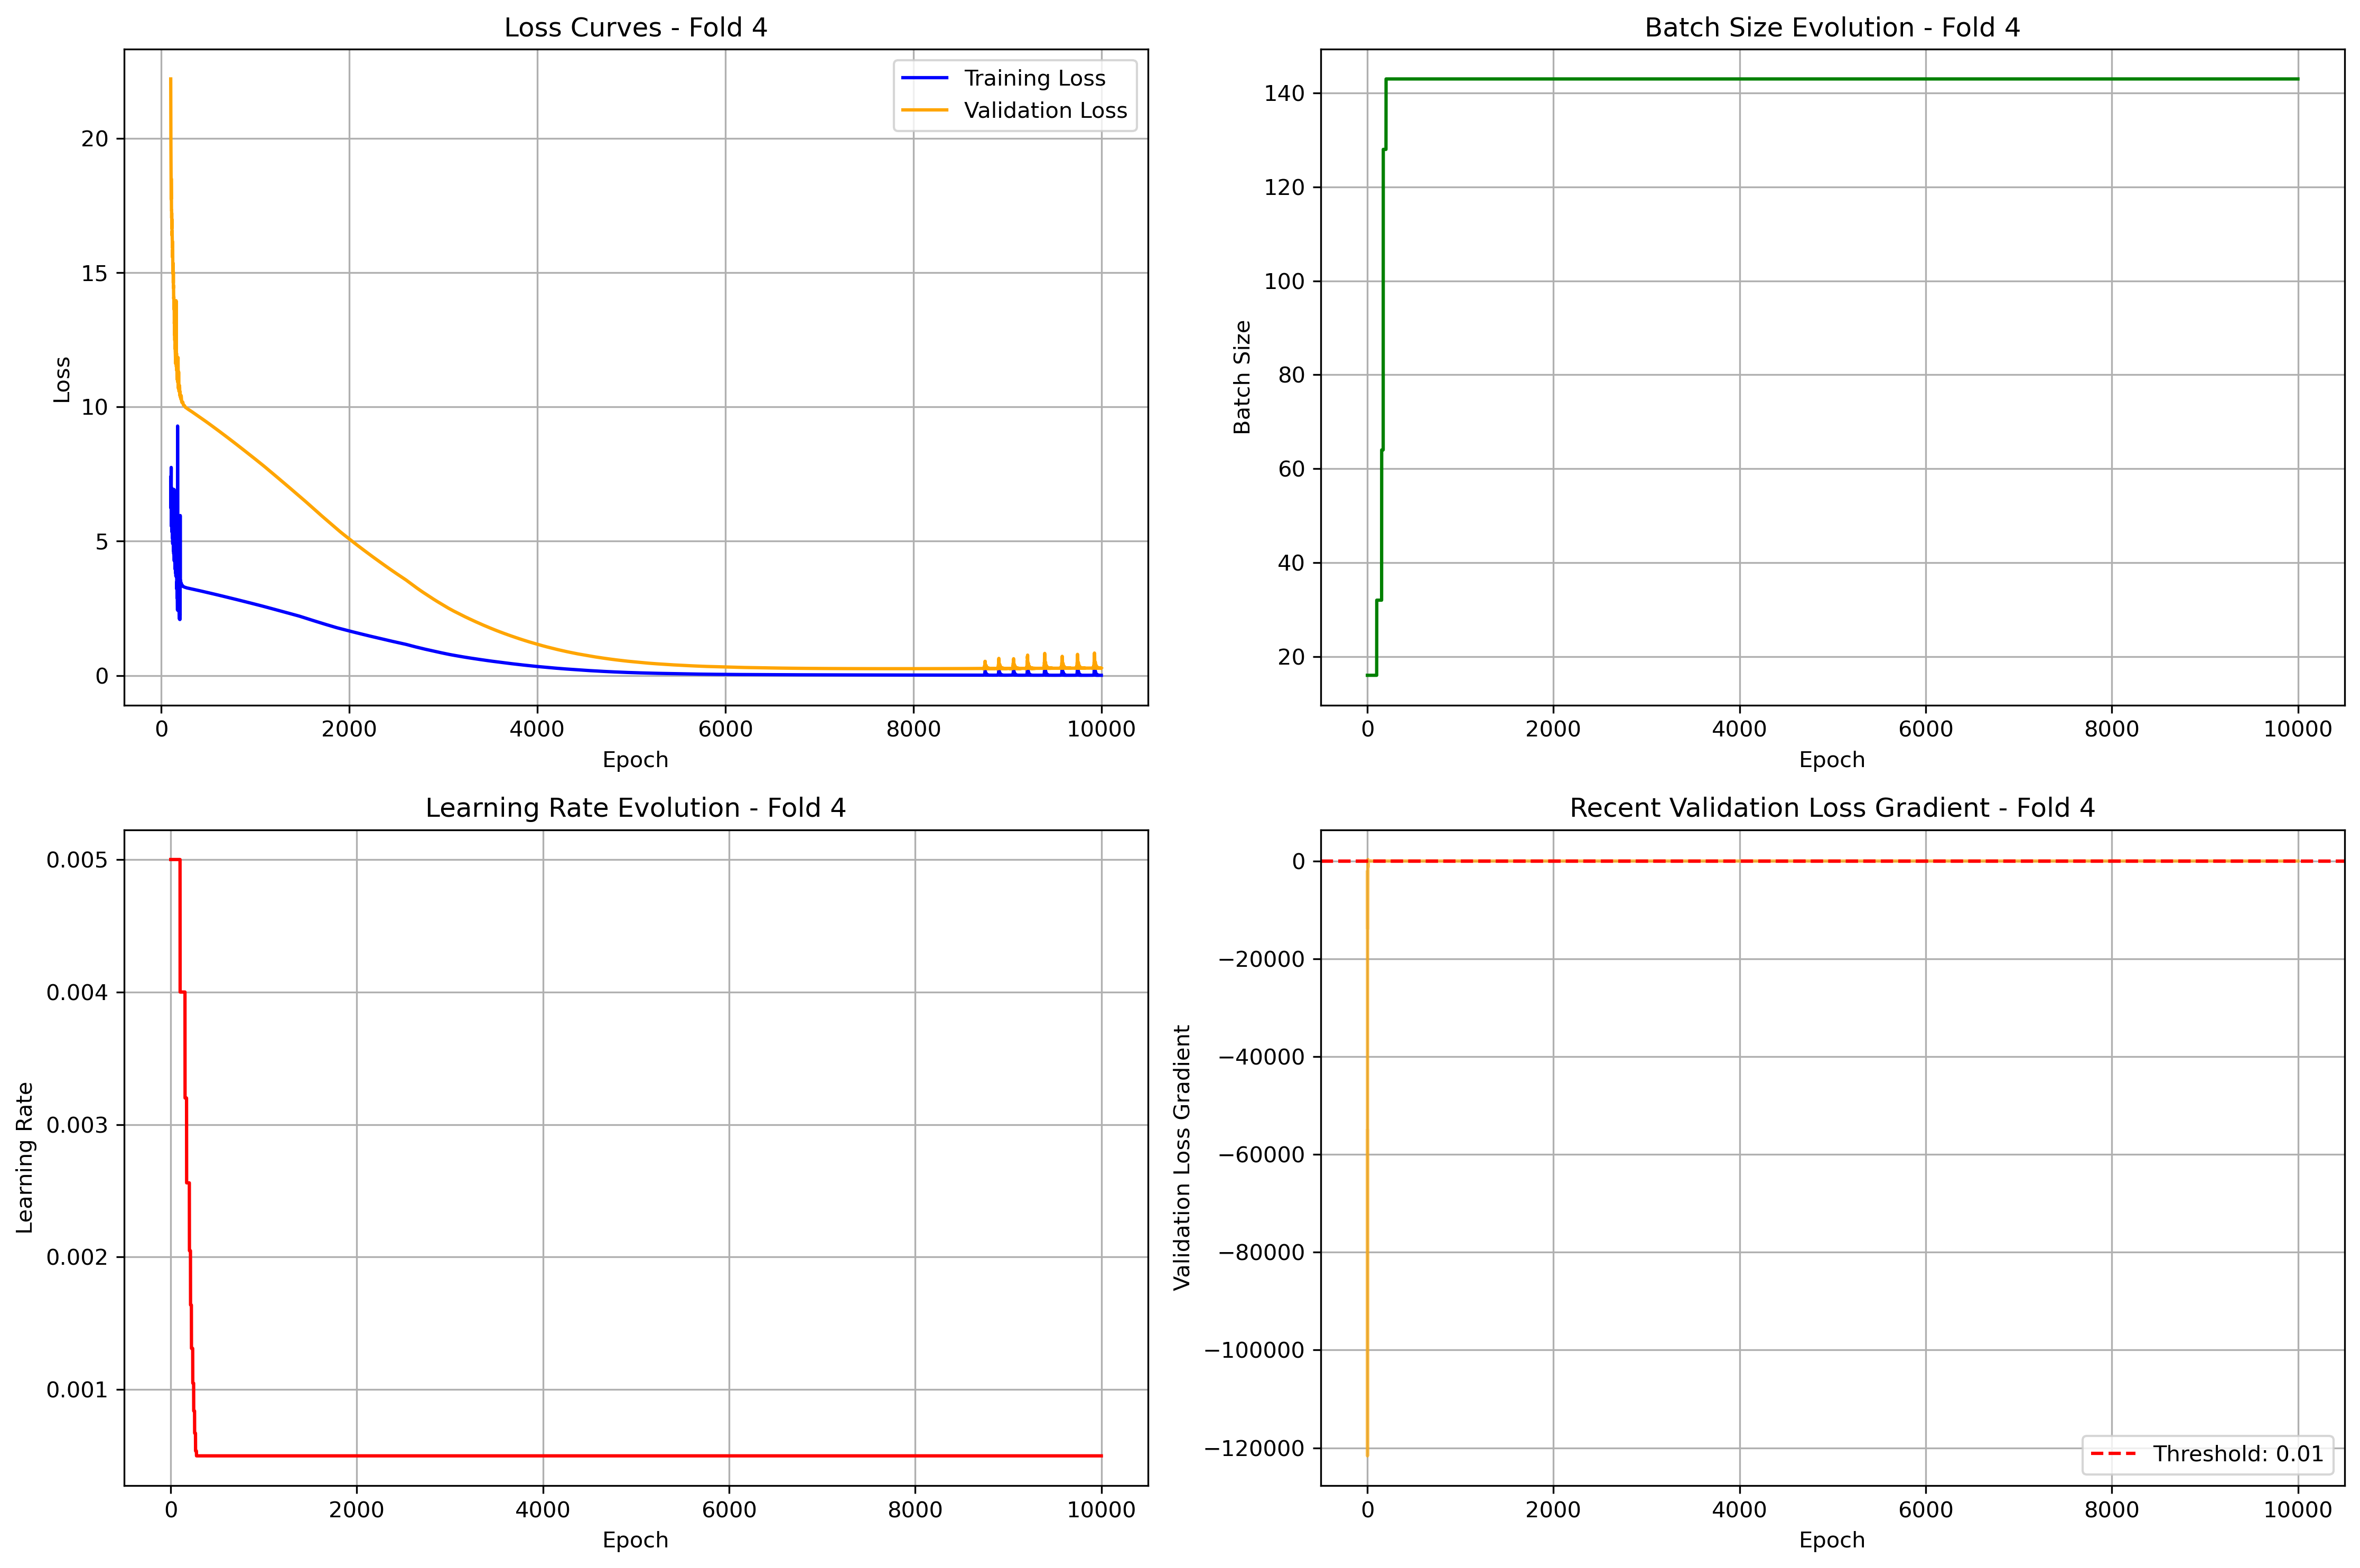 Loss Curves - Fold 4
Training Loss
Validation Loss
Loss
20
15
10
5
0
0 2000 4000 6000 8000 10000
Epoch
Batch Size Evolution - Fold 4
Batch Size
140
120
100
80
60
40
20
0 2000 4000 6000 8000 10000
Epoch
Learning Rate Evolution - Fold 4
Learning Rate
0.005
0.004
0.003
0.002
0.001
0 2000 4000 6000 8000 10000
Epoch
Recent Validation Loss Gradient - Fold 4
Validation Loss Gradient
0
−20000
−40000
−60000
−80000
−100000
−120000
Threshold: 0.01
0 2000 4000 6000 8000 10000
Epoch